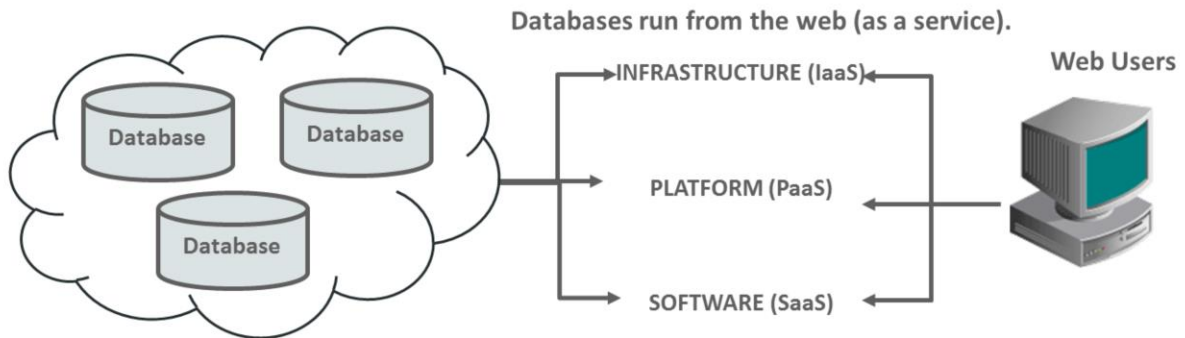 Databases run from the web (as a service).
INFRASTRUCTURE (IaaS)
Web Users
Database
Database
PLATFORM (PaaS)
Database
SOFTWARE (SaaS)